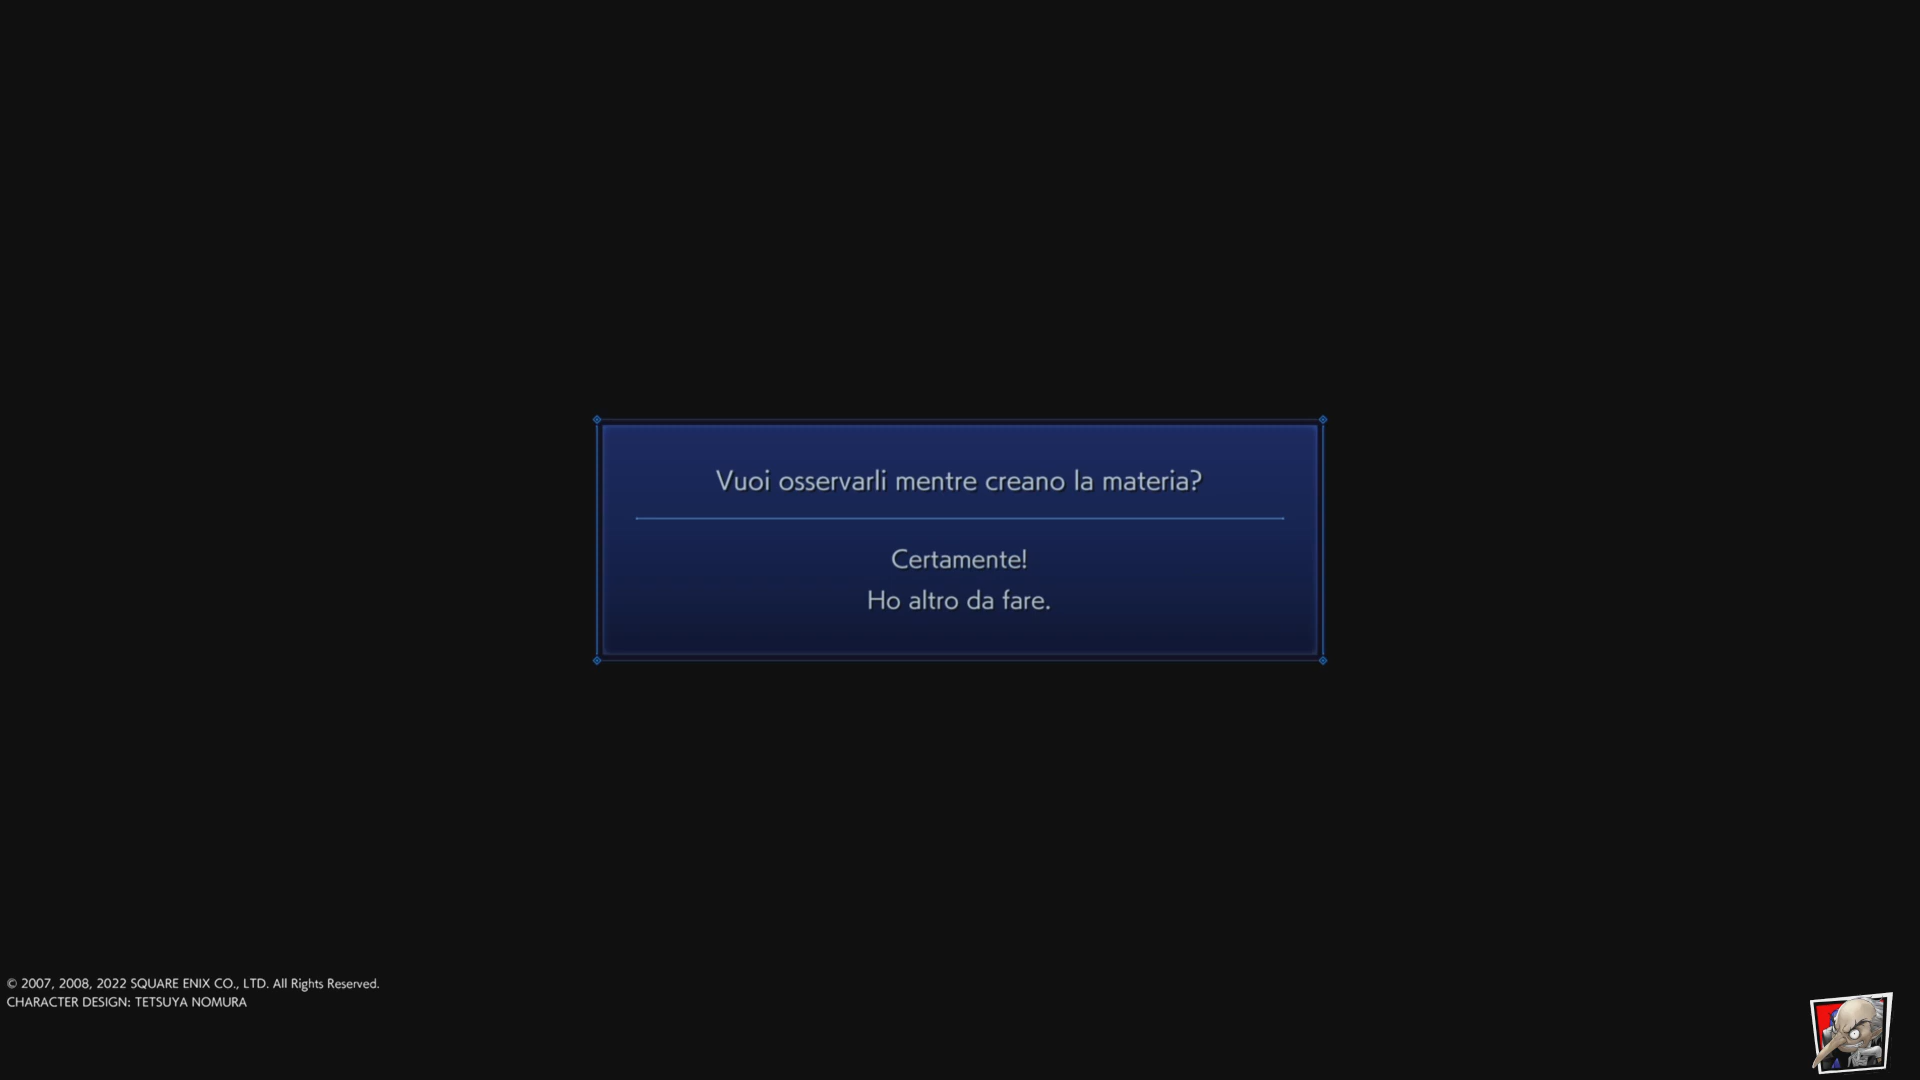 Vuoi osservarli mentre creano la materia?
Certamente!
Ho altro da fare.
© 2007, 2008, 2022 SQUARE ENIX CO., LTD. All Rights Reserved.
CHARACTER DESIGN: TETSUYA NOMURA